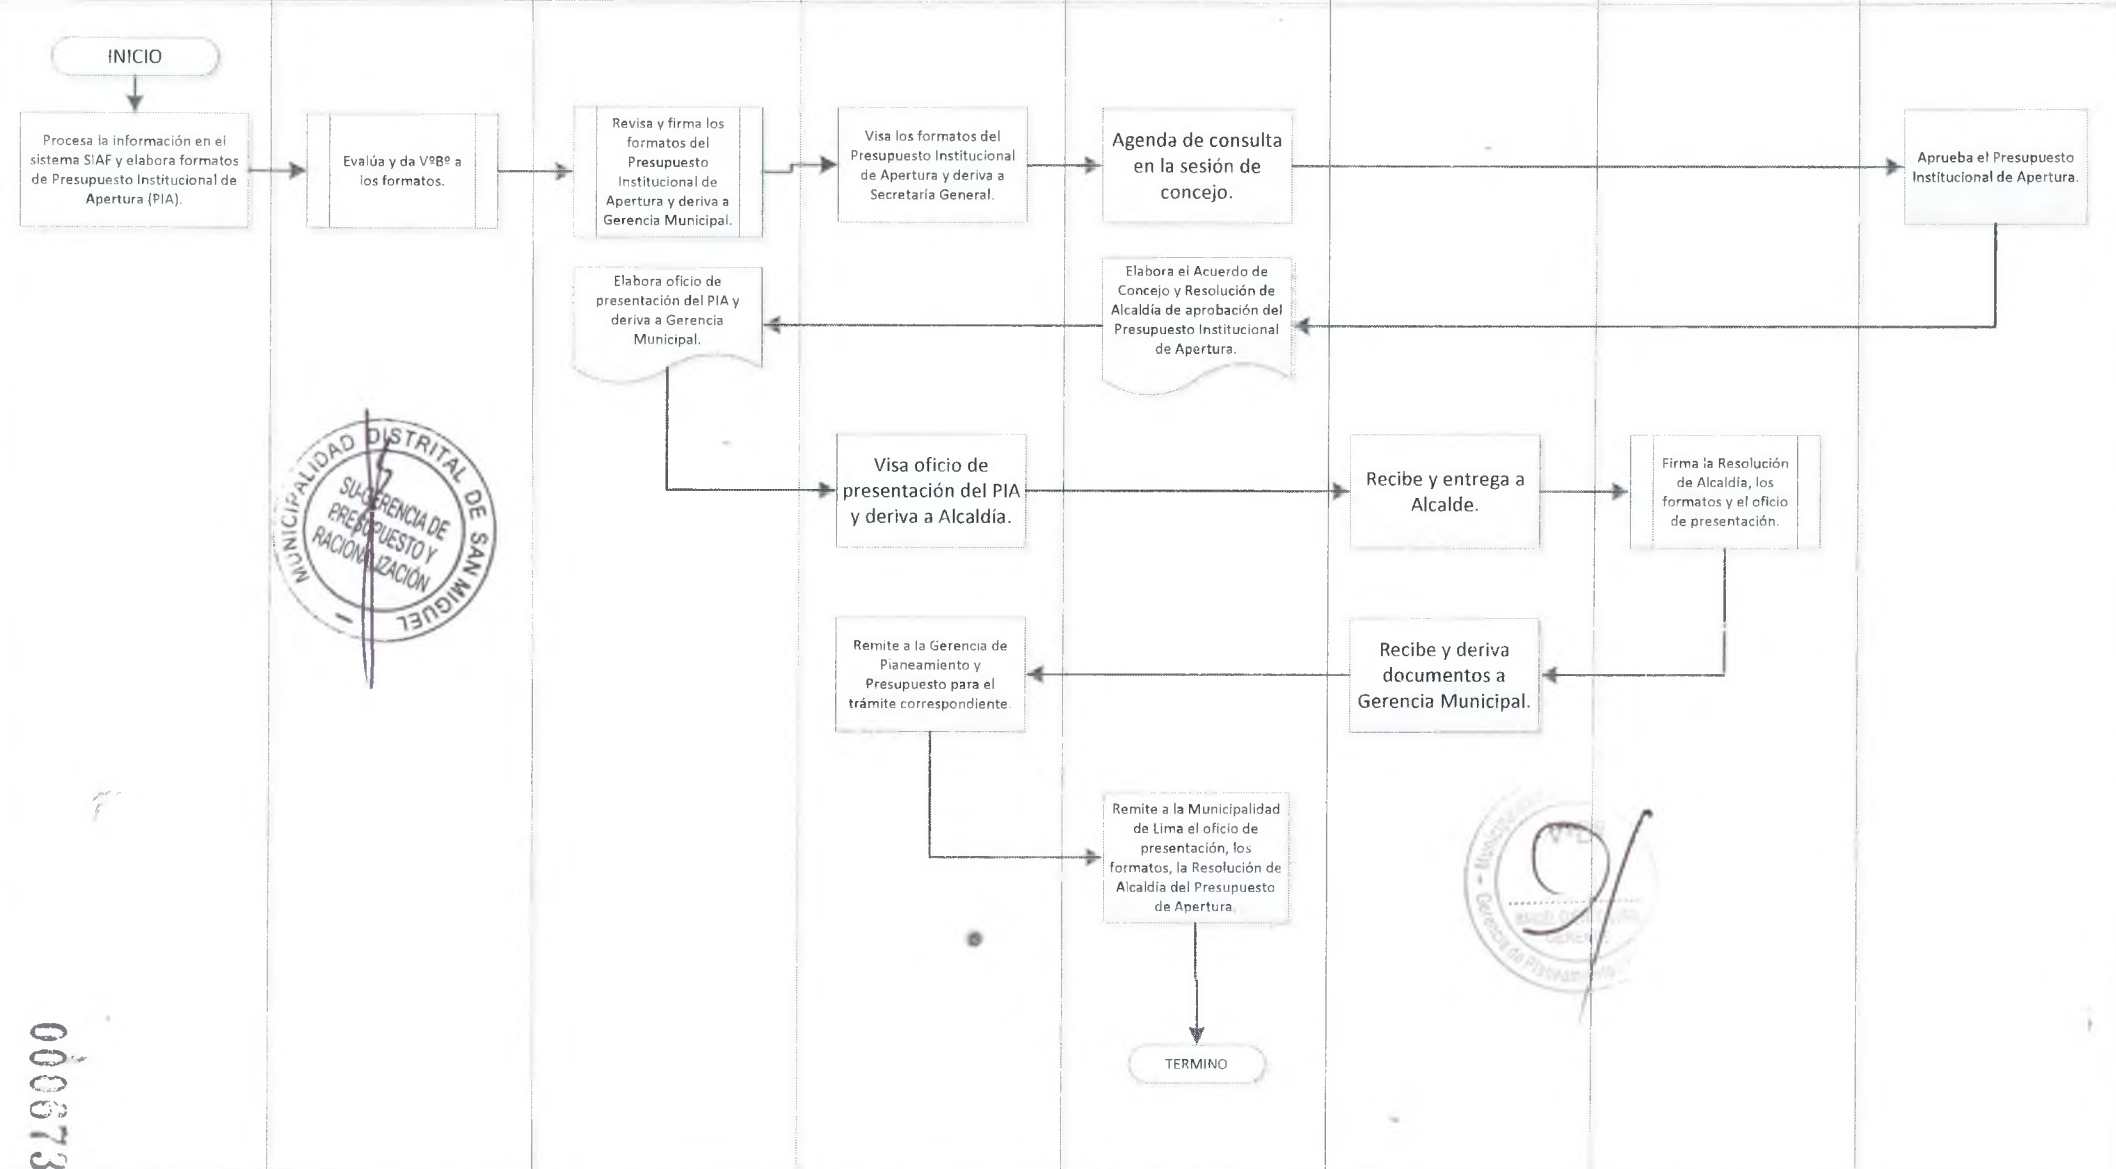 INICIO
Procesa la información en el
sistema SIAF y elabora formatos
de Presupuesto Institucional de
Apertura (PIA).
Evalúa y da VºBº a
los formatos.
Revisa y firma los
formatos del
Presupuesto
Institucional de
Apertura y deriva a
Gerencia Municipal.
Visa los formatos del
Presupuesto Institucional
de Apertura y deriva a
Secretaría General.
Agenda de consulta
en la sesión de
concejo.
Aprueba el Presupuesto
Institucional de Apertura.
Elabora oficio de
presentación del PIA y
deriva a Gerencia
Municipal.
Elabora el Acuerdo de
Concejo y Resolución de
Alcaldía de aprobación del
Presupuesto Institucional
de Apertura.
MUNICIPALIDAD DISTRITAL DE SAN MIGUEL
SU-GERENCIA DE
PRESUPUESTO Y
RACIONALIZACIÓN
Visa oficio de
presentación del PIA
y deriva a Alcaldía.
Recibe y entrega a
Alcalde.
Firma la Resolución
de Alcaldía, los
formatos y el oficio
de presentación.
Remite a la Gerencia de
Planeamiento y
Presupuesto para el
trámite correspondiente.
Recibe y deriva
documentos a
Gerencia Municipal.
Remite a la Municipalidad
de Lima el oficio de
presentación, los
formatos, la Resolución de
Alcaldía del Presupuesto
de Apertura.
Gerencia de Planeamiento
GERENTE
TERMINO
000673